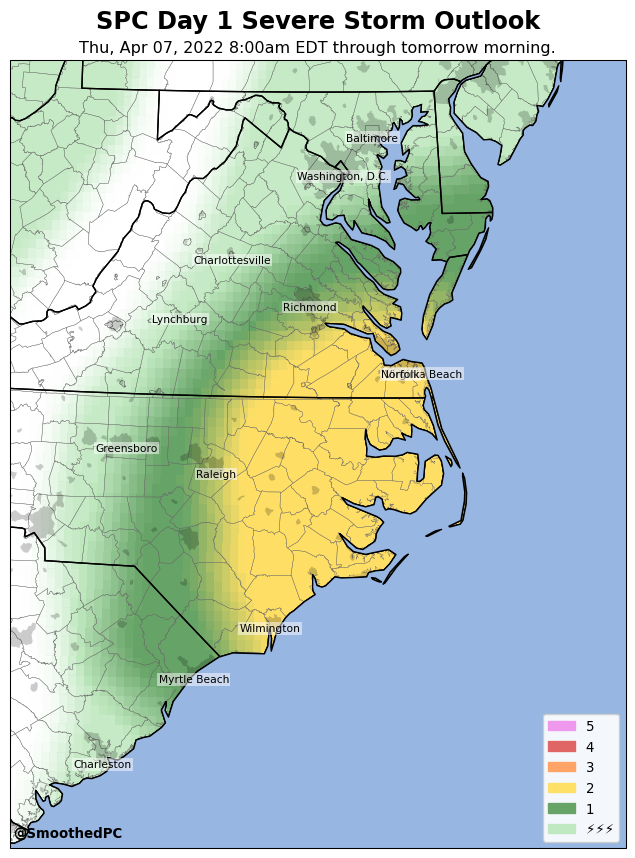 SPC Day 1 Severe Storm Outlook
Thu, Apr 07, 2022 8:00am EDT through tomorrow morning.
Baltimore
Washington, D.C.
Charlottesville
Richmond
Lynchburg
Norfolk
a Beach
Greensboro
Raleigh
Wilmington
Myrtle Beach
Charleston
5
4
3
2
1
⚡⚡⚡
@SmoothedPC